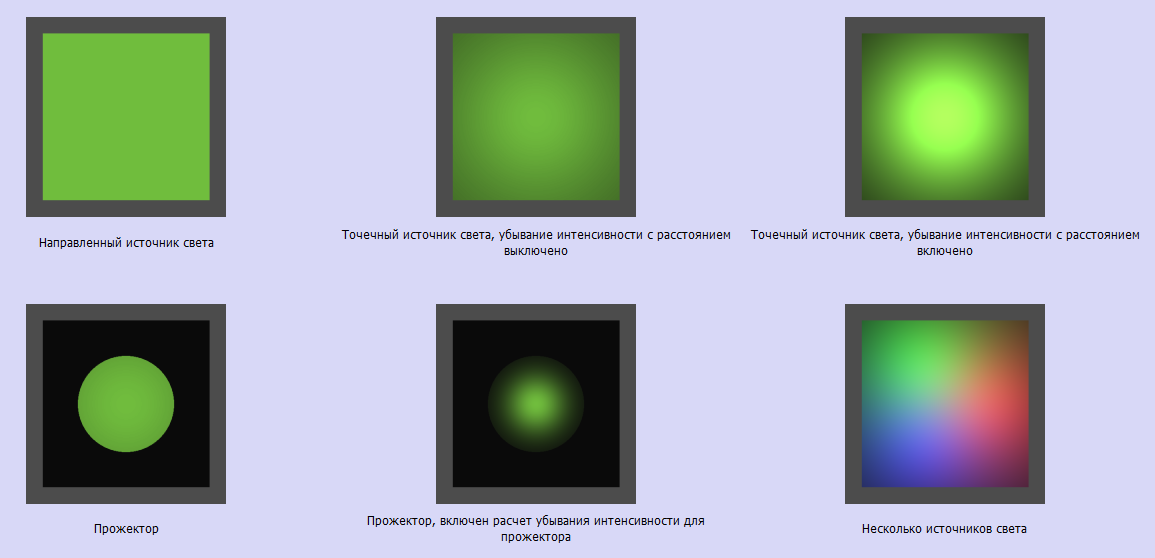 Направленный источник света
Точечный источник света, убывание интенсивности с расстоянием
выключено
Точечный источник света, убывание интенсивности с расстоянием
включено
Прожектор
Прожектор, включен расчет убывания интенсивности для
прожектора
Несколько источников света